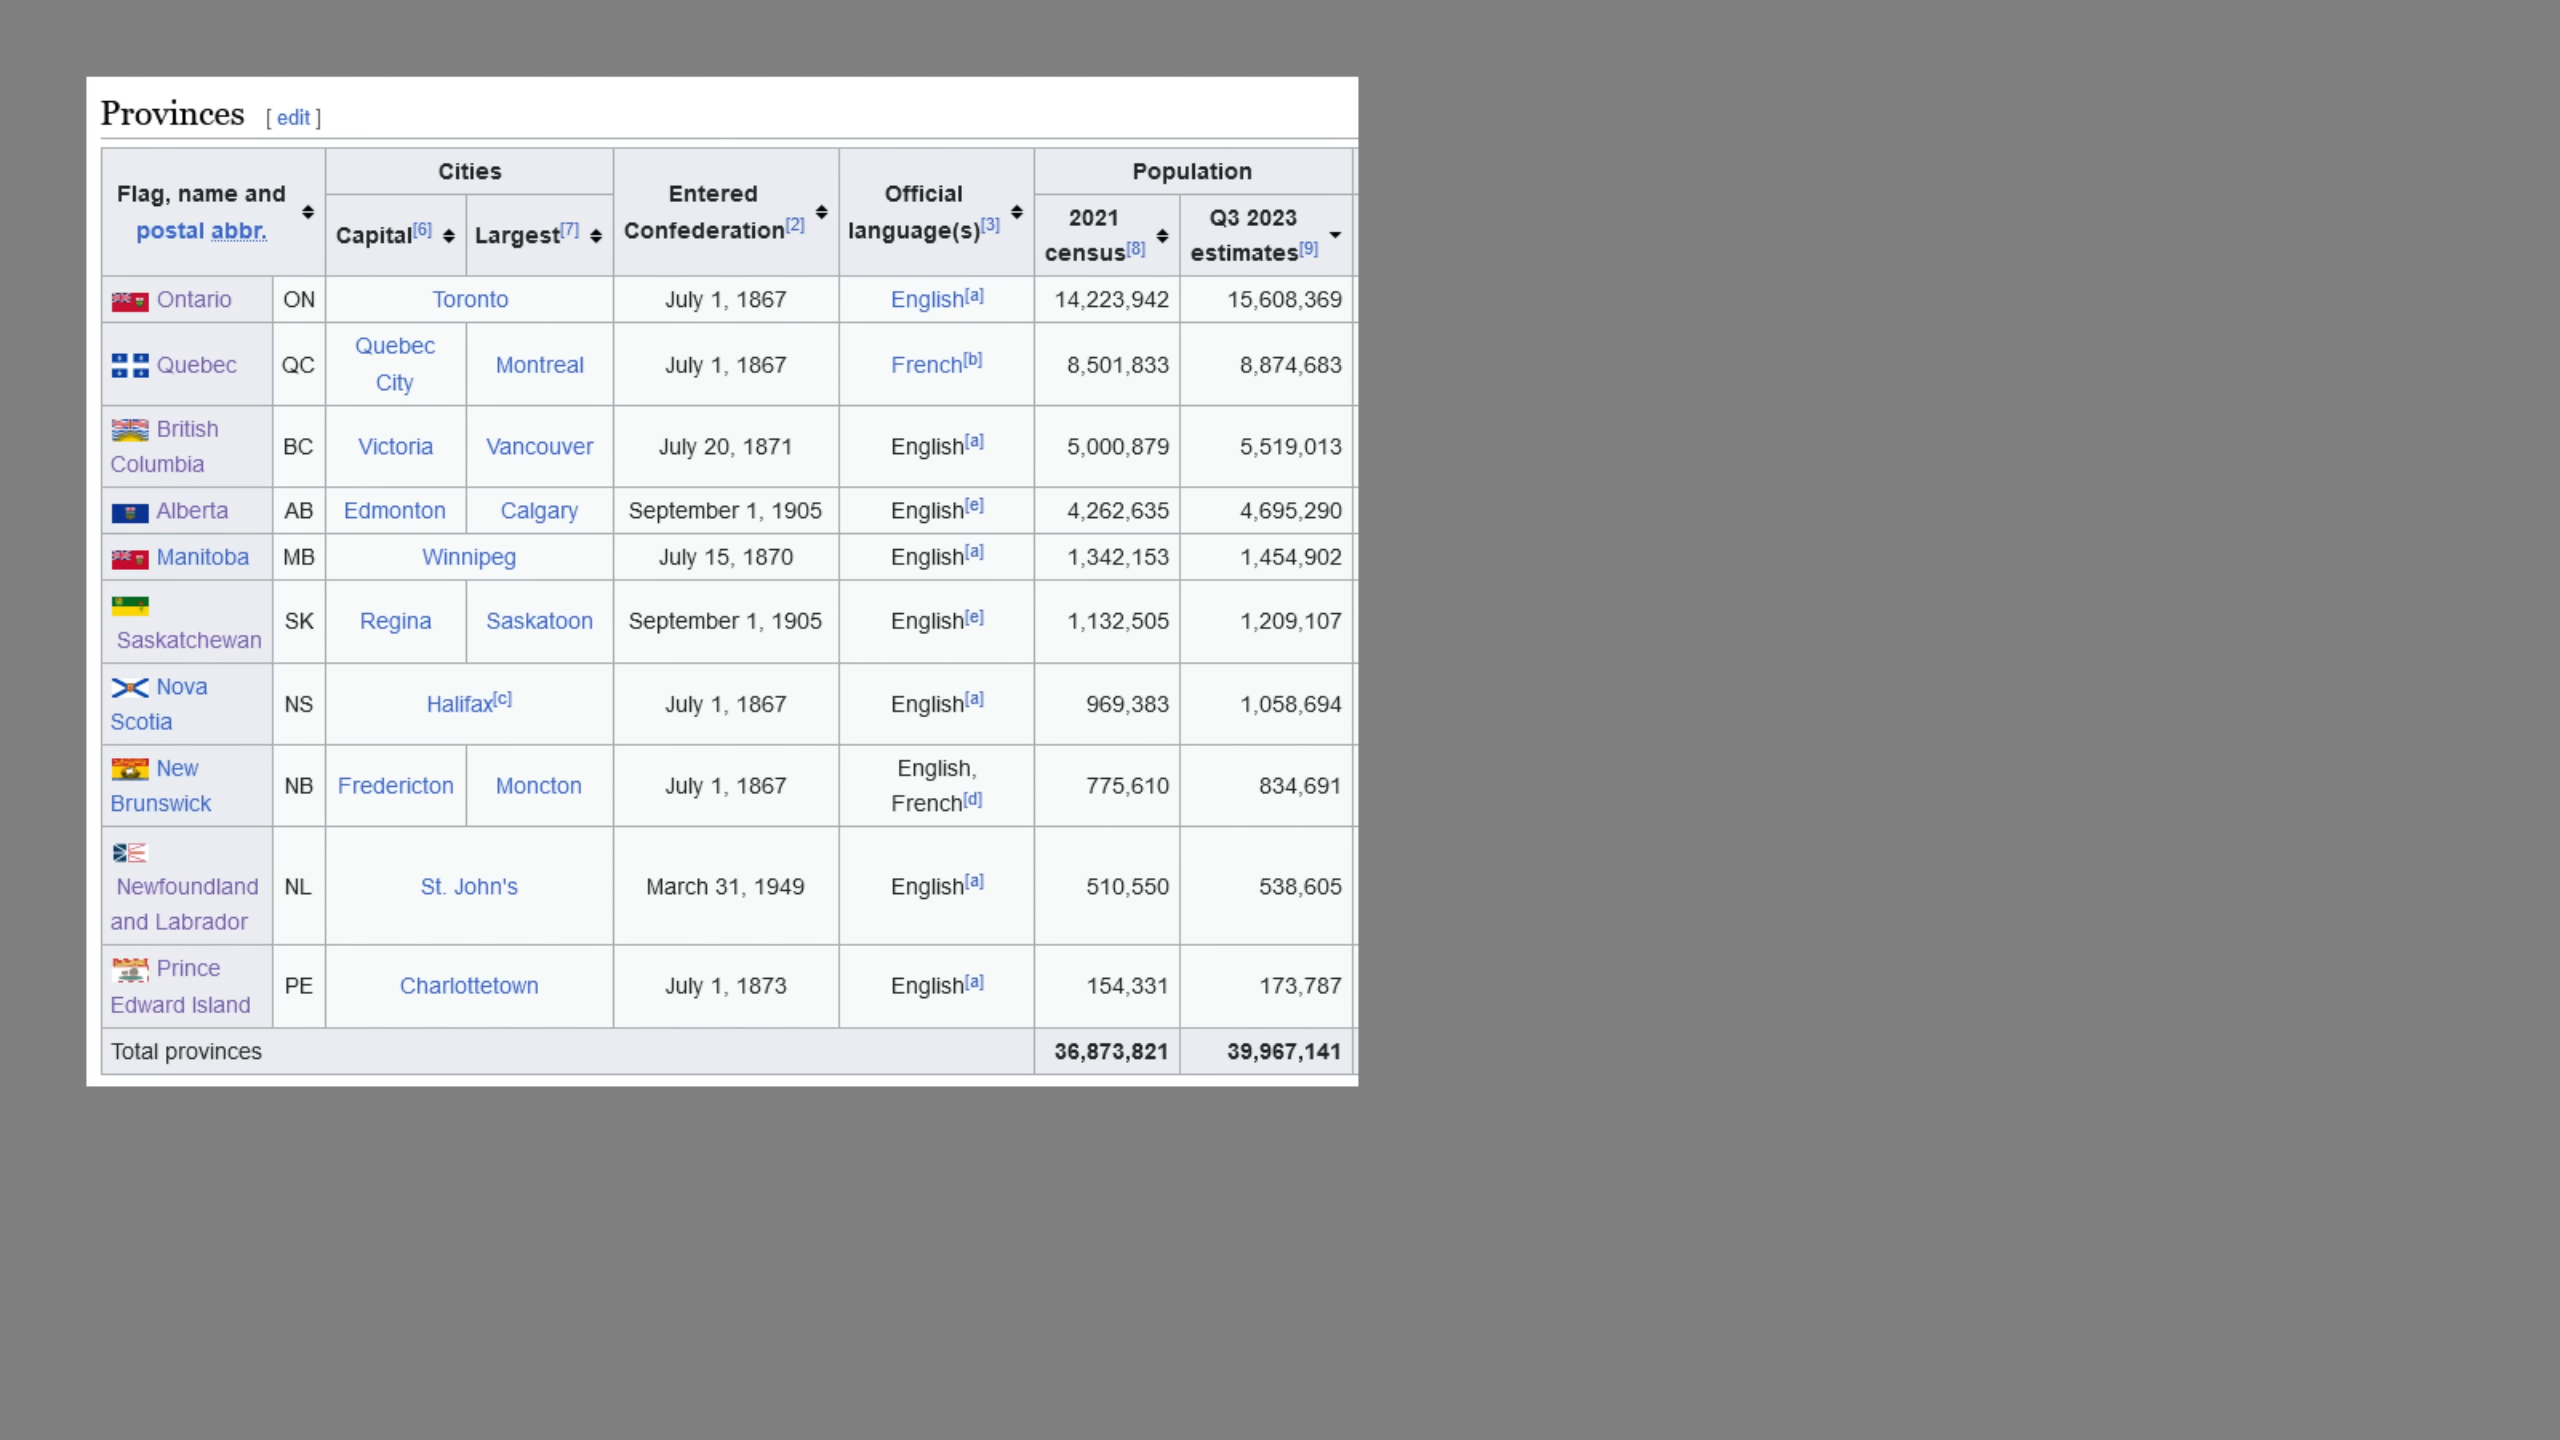 Provinces [ edit ]
Flag, name and postal abbr. Cities Entered Confederation[2] Official language(s)[3] Population
Capital[6] Largest[7] 2021 census[8] Q3 2023 estimates[9]
Ontario ON Toronto July 1, 1867 English[a] 14,223,942 15,608,369
Quebec QC Quebec City Montreal July 1, 1867 French[b] 8,501,833 8,874,683
British Columbia BC Victoria Vancouver July 20, 1871 English[a] 5,000,879 5,519,013
Alberta AB Edmonton Calgary September 1, 1905 English[e] 4,262,635 4,695,290
Manitoba MB Winnipeg July 15, 1870 English[a] 1,342,153 1,454,902
Saskatchewan SK Regina Saskatoon September 1, 1905 English[e] 1,132,505 1,209,107
Nova Scotia NS Halifax[c] July 1, 1867 English[a] 969,383 1,058,694
New Brunswick NB Fredericton Moncton July 1, 1867 English, French[d] 775,610 834,691
Newfoundland and Labrador NL St. John's March 31, 1949 English[a] 510,550 538,605
Prince Edward Island PE Charlottetown July 1, 1873 English[a] 154,331 173,787
Total provinces 36,873,821 39,967,141